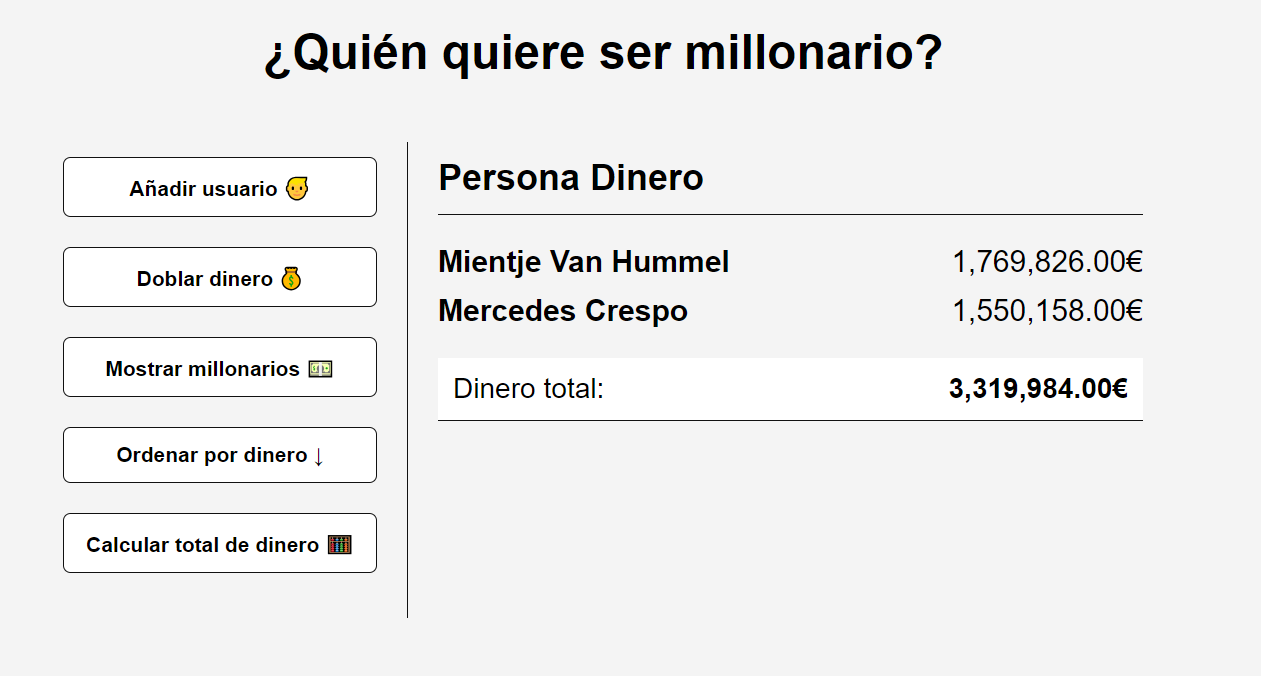 ¿Quién quiere ser millonario?
Añadir usuario 👱
Doblar dinero 💰
Mostrar millonarios 💵
Ordenar por dinero ↓
Calcular total de dinero 🧮
Persona Dinero
Mientje Van Hummel 1,769,826.00€
Mercedes Crespo 1,550,158.00€
Dinero total: 3,319,984.00€